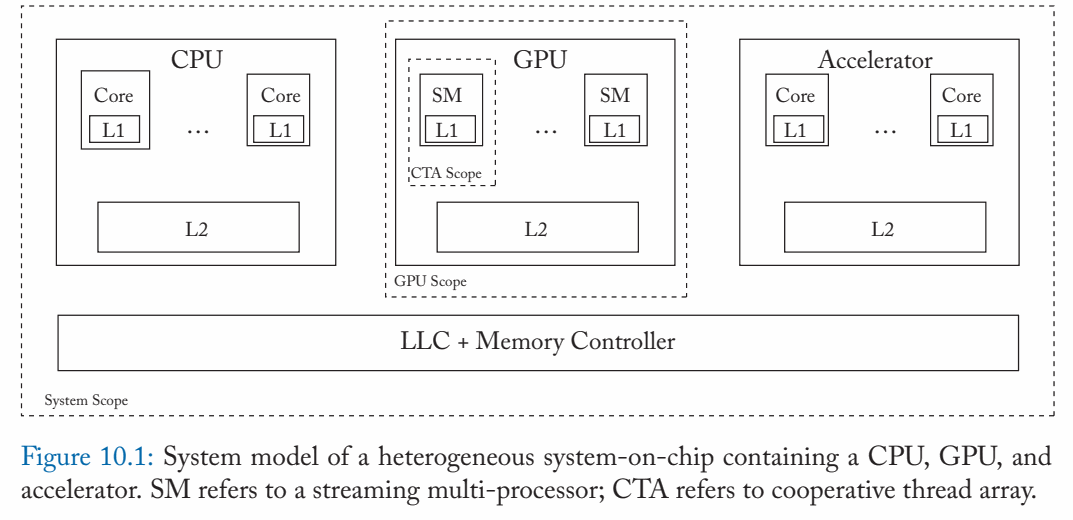 CPU
GPU
Accelerator
Core
L1
...
Core
L1
SM
L1
...
SM
L1
Core
L1
...
Core
L1
CTA Scope
L2
L2
L2
GPU Scope
LLC + Memory Controller
System Scope
Figure 10.1: System model of a heterogeneous system-on-chip containing a CPU, GPU, and
accelerator. SM refers to a streaming multi-processor; CTA refers to cooperative thread array.